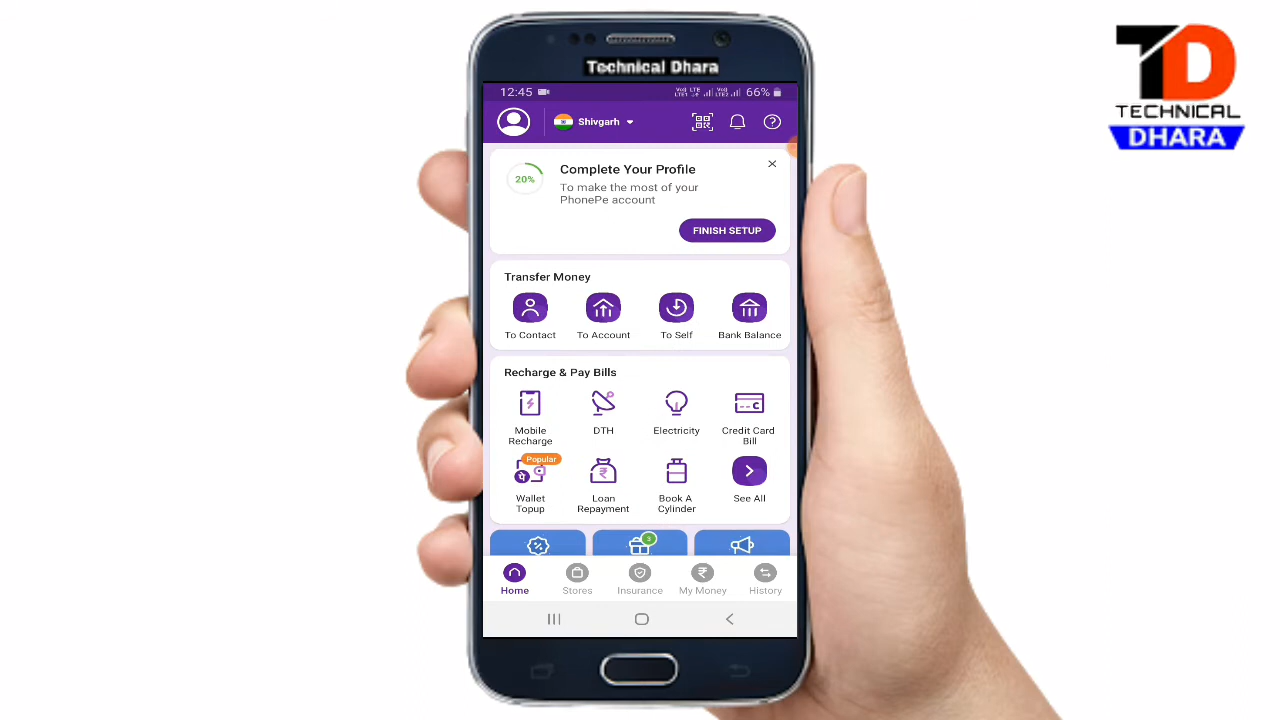 Technical Dhara
12:45 66%
Shivgarh
20% Complete Your Profile
To make the most of your
PhonePe account
FINISH SETUP
Transfer Money
To Contact To Account To Self Bank Balance
Recharge & Pay Bills
Mobile
Recharge
DTH
Electricity
Credit Card
Bill
Popular
Wallet
Topup
Loan
Repayment
Book A
Cylinder
See All
3
Home Stores Insurance My Money History
TD
TECHNICAL
DHARA